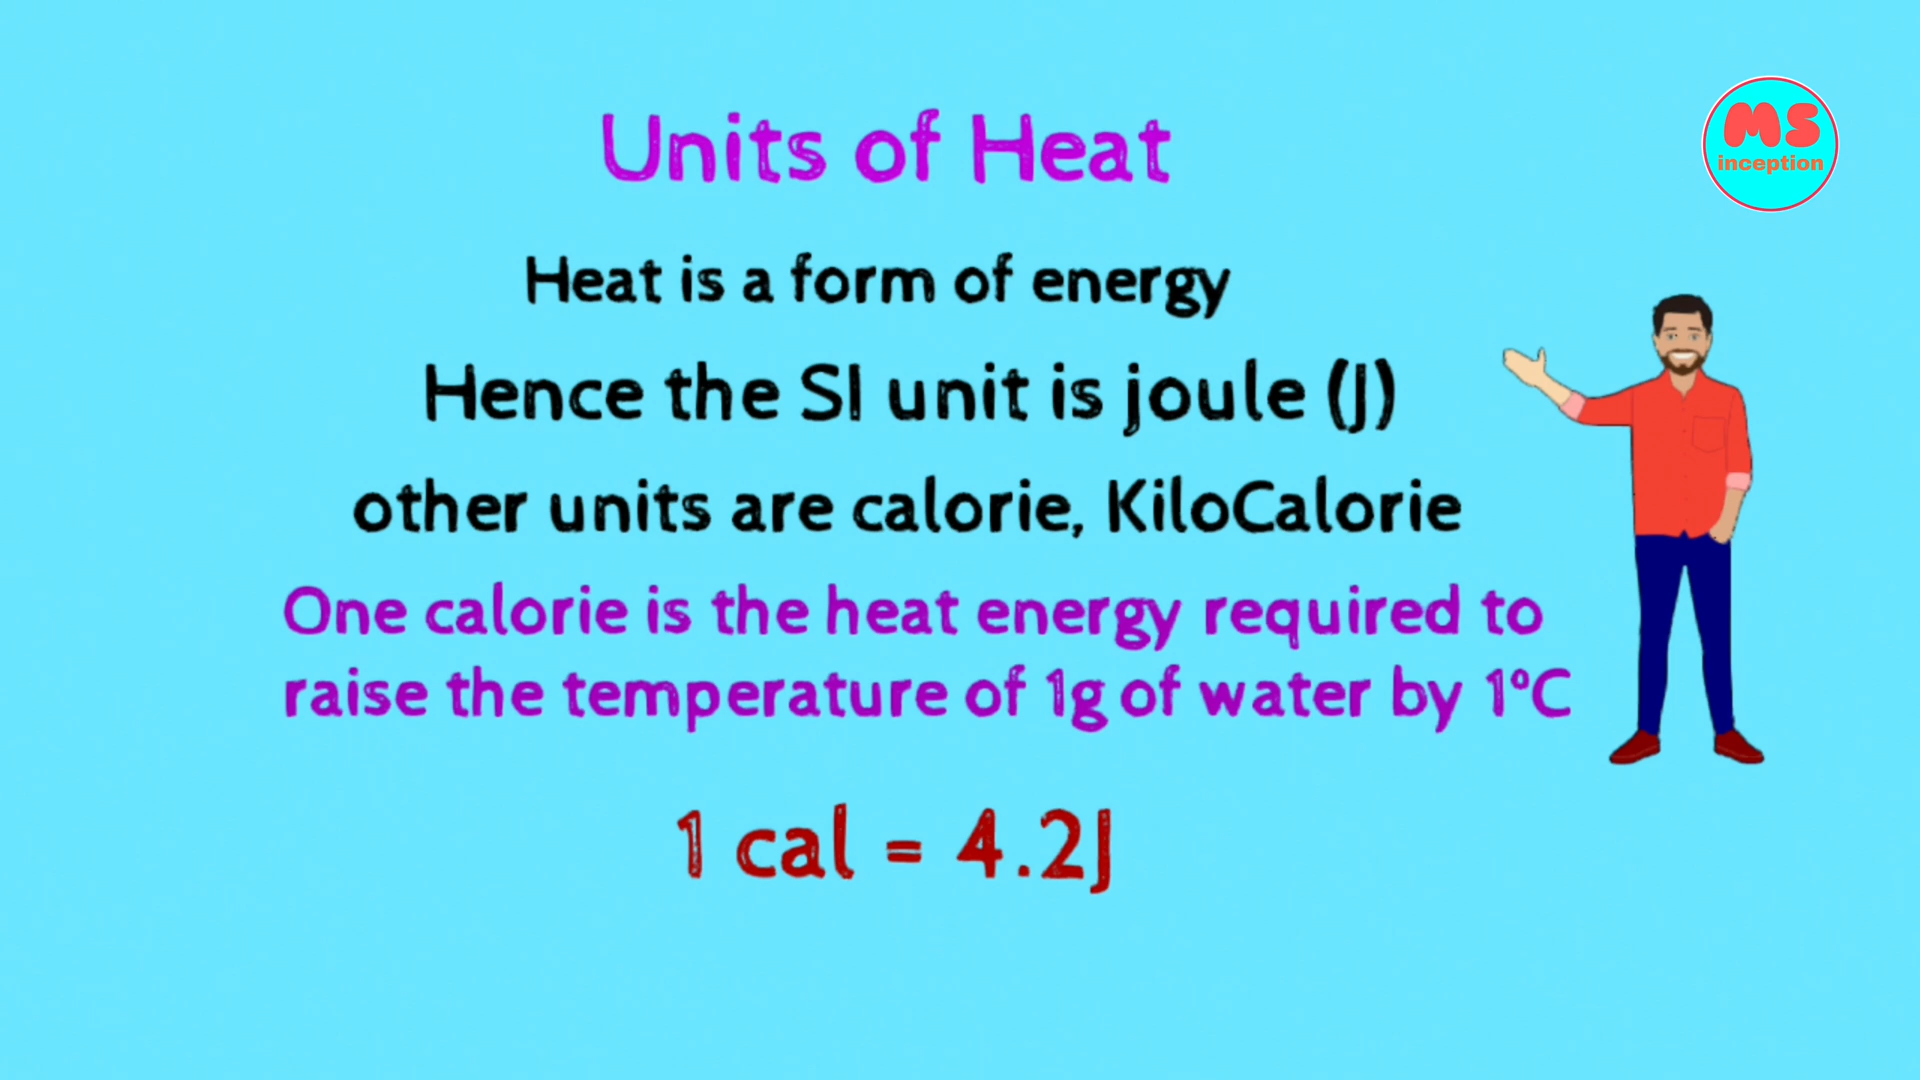 Units of Heat
MS
inception
Heat is a form of energy
Hence the SI unit is joule (J)
other units are calorie, KiloCalorie
One calorie is the heat energy required to
raise the temperature of 1g of water by 1°C
1 cal = 4.2J